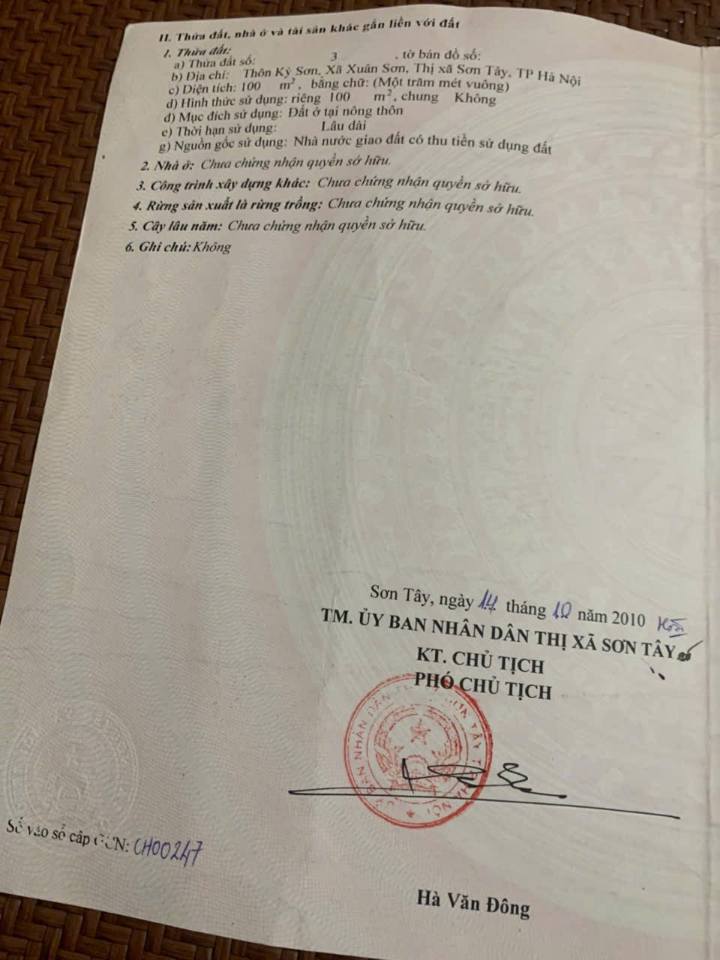 II. Thửa đất, nhà ở và tài sản khác gắn liền với đất
1. Thửa đất:
a) Thửa đất số: 3 , tờ bản đồ số:
b) Địa chỉ: Thôn Kỳ Sơn, Xã Xuân Sơn, Thị xã Sơn Tây, TP Hà Nội
c) Diện tích: 100 m², bằng chữ: (Một trăm mét vuông)
d) Hình thức sử dụng: riêng 100 m², chung Không
đ) Mục đích sử dụng: Đất ở tại nông thôn
e) Thời hạn sử dụng: Lâu dài
g) Nguồn gốc sử dụng: Nhà nước giao đất có thu tiền sử dụng đất
2. Nhà ở: Chưa chứng nhận quyền sở hữu.
3. Công trình xây dựng khác: Chưa chứng nhận quyền sở hữu.
4. Rừng sản xuất là rừng trồng: Chưa chứng nhận quyền sở hữu.
5. Cây lâu năm: Chưa chứng nhận quyền sở hữu.
6. Ghi chú: Không
Sơn Tây, ngày 14 tháng 10 năm 2010
TM. ỦY BAN NHÂN DÂN THỊ XÃ SƠN TÂY
KT. CHỦ TỊCH
PHÓ CHỦ TỊCH
Số vào sổ cấp GCN: CH00247
Hà Văn Đông